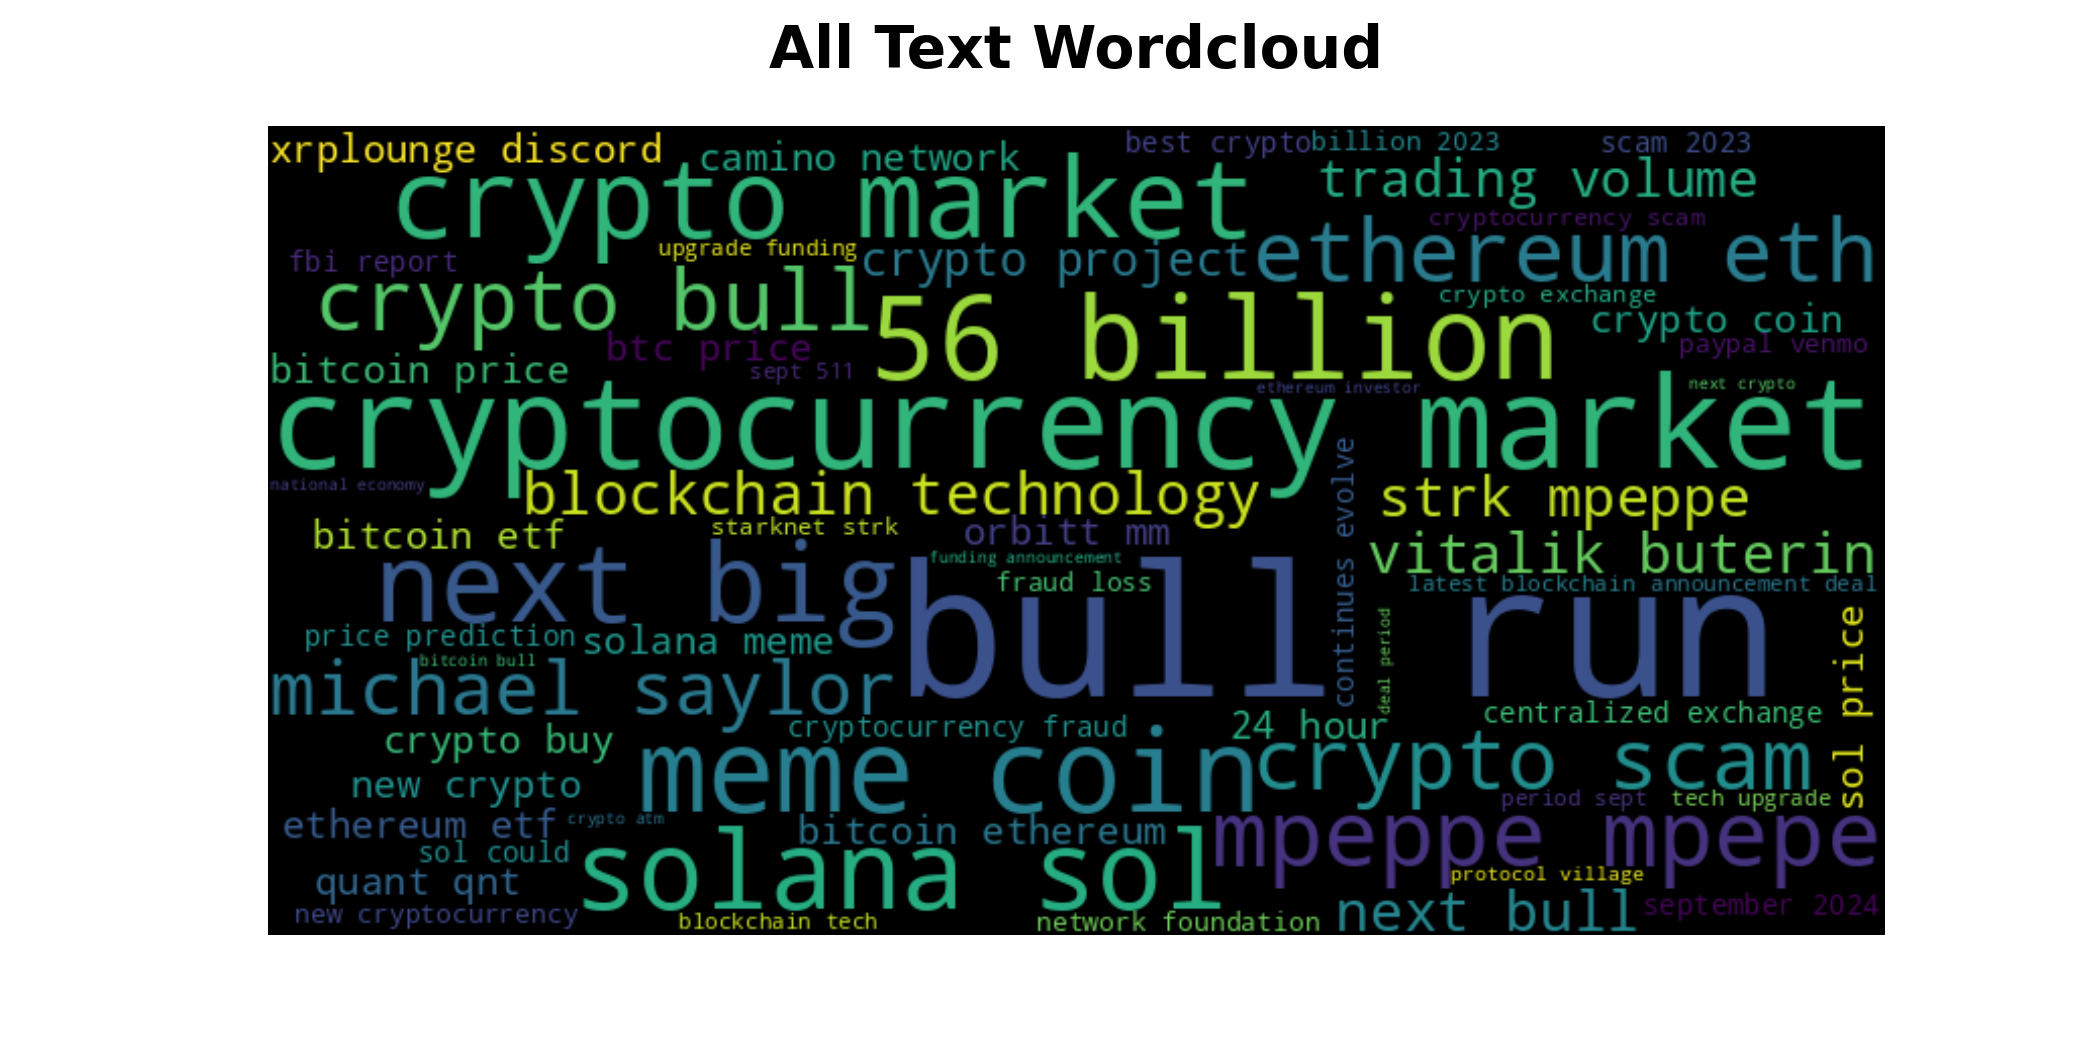 All Text Wordcloud
xrplounge discord
camino network
best crypto
billion 2023
scam 2023
crypto market
trading volume
cryptocurrency scam
fbi report
upgrade funding
crypto project
ethereum eth
crypto bull
56 billion
crypto exchange
crypto coin
btc price
paypal venmo
bitcoin price
sept 511
ethereum investor
next crypto
cryptocurrency market
national economy
blockchain technology
continues evolve
strk mpeppe
bitcoin etf
starknet strk
orbitt mm
vitalik buterin
next big
funding announcement
fraud loss
latest blockchain announcement deal
bull run
price prediction
solana meme
deal period
sol price
bitcoin bull
michael saylor
centralized exchange
cryptocurrency fraud
24 hour
crypto buy
meme coin
crypto scam
new crypto
period sept
tech upgrade
ethereum etf
crypto atm
bitcoin ethereum
mpeppe mpepe
sol could
solana sol
quant qnt
protocol village
new cryptocurrency
blockchain tech
network foundation
next bull
september 2024